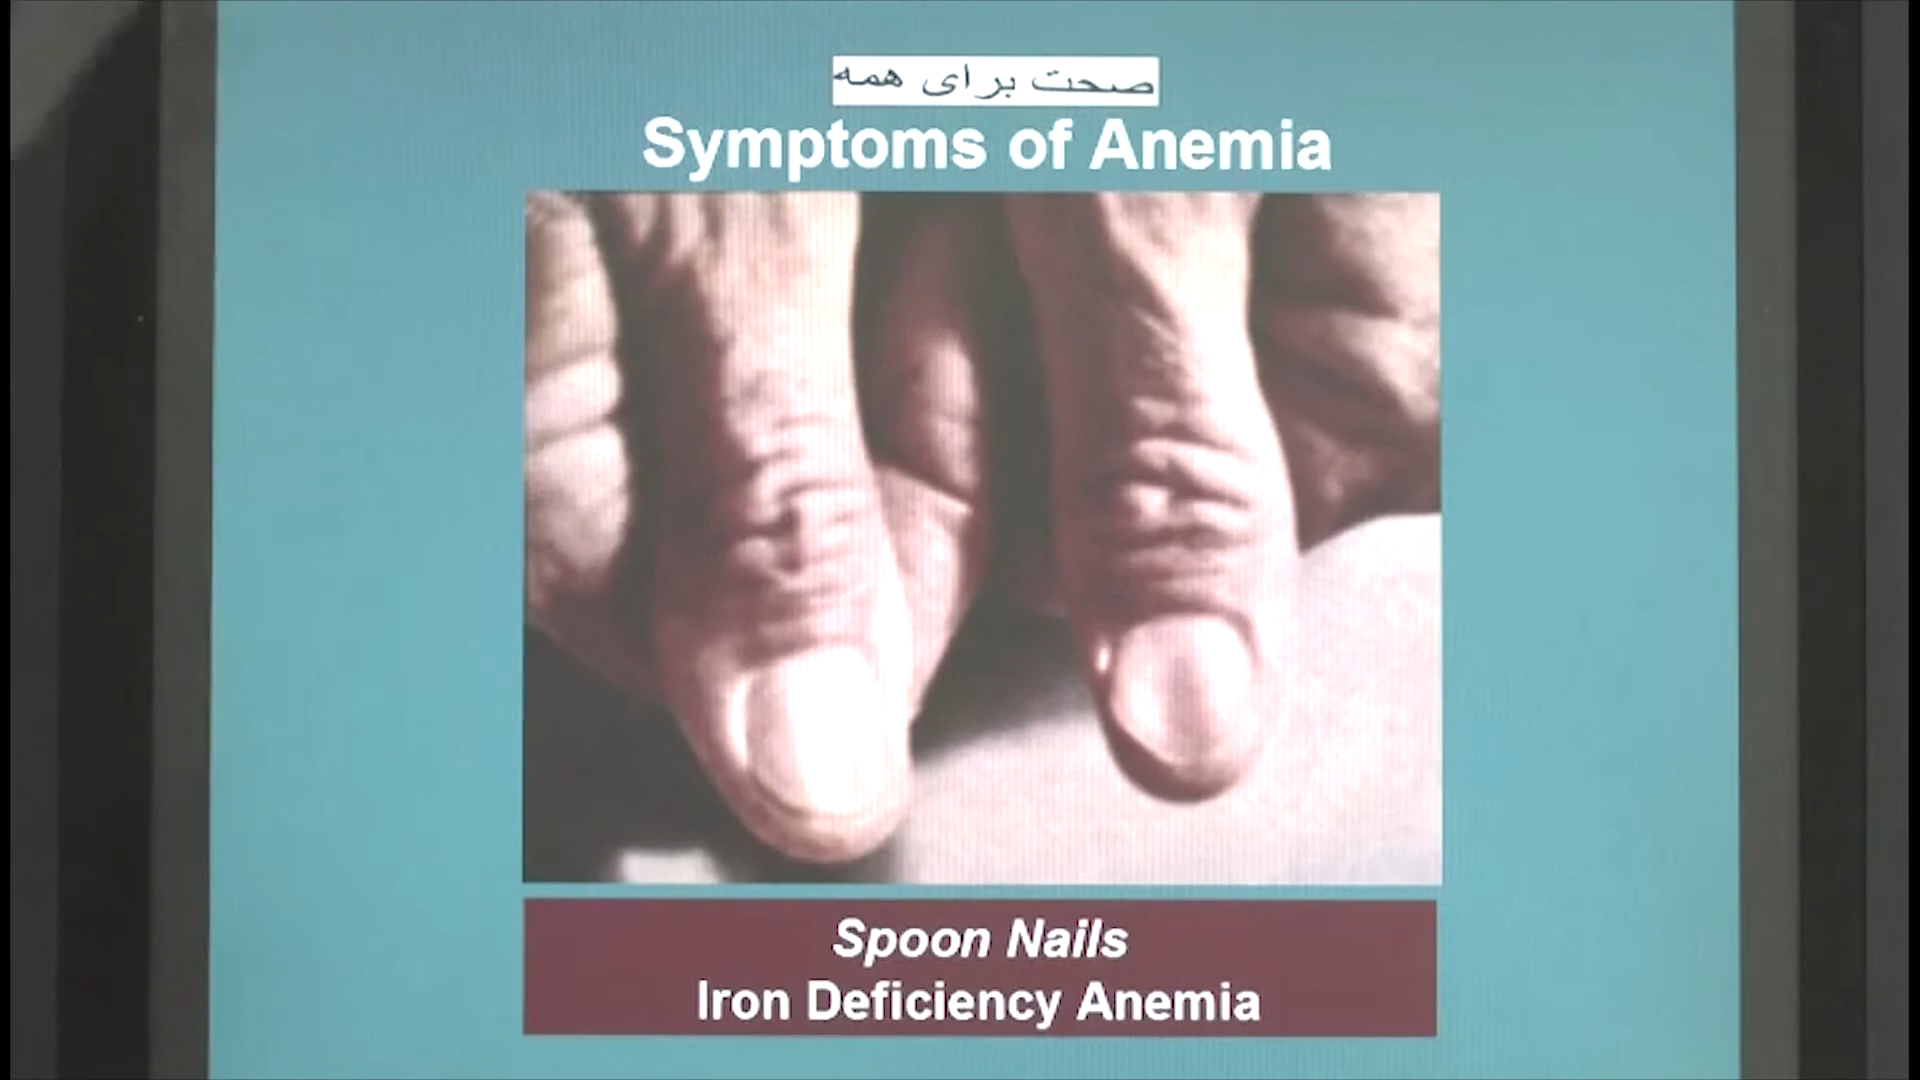 صحت برای همه
Symptoms of Anemia
Spoon Nails
Iron Deficiency Anemia